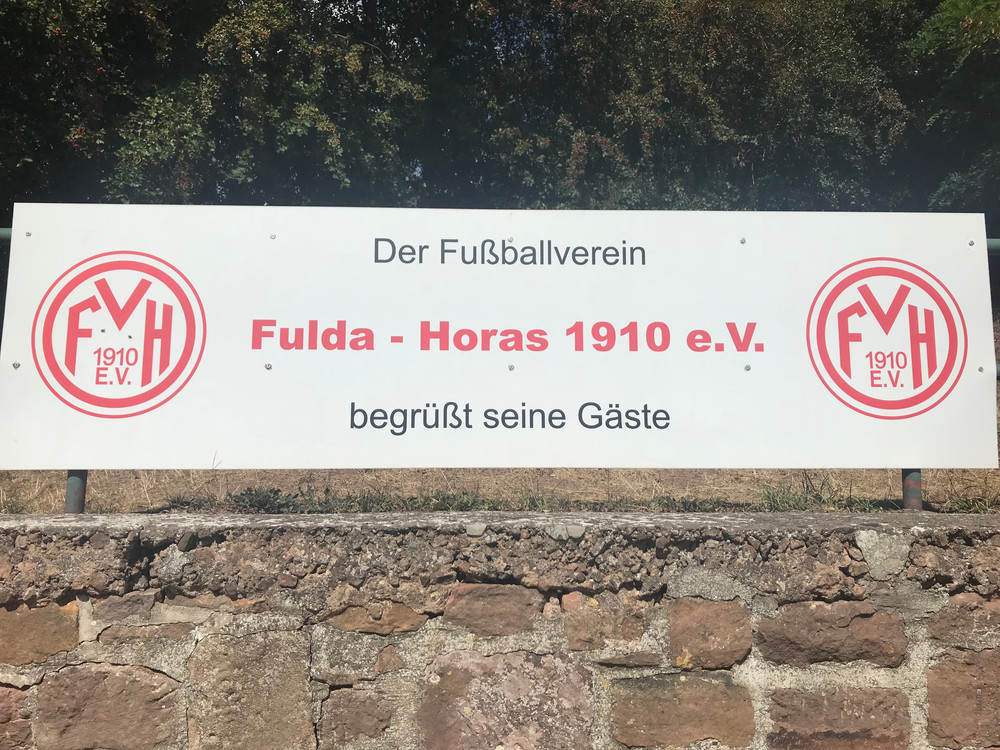 Der Fußballverein
FVH
1910
E.V.
Fulda - Horas 1910 e.V.
FVH
1910
E.V.
begrüßt seine Gäste